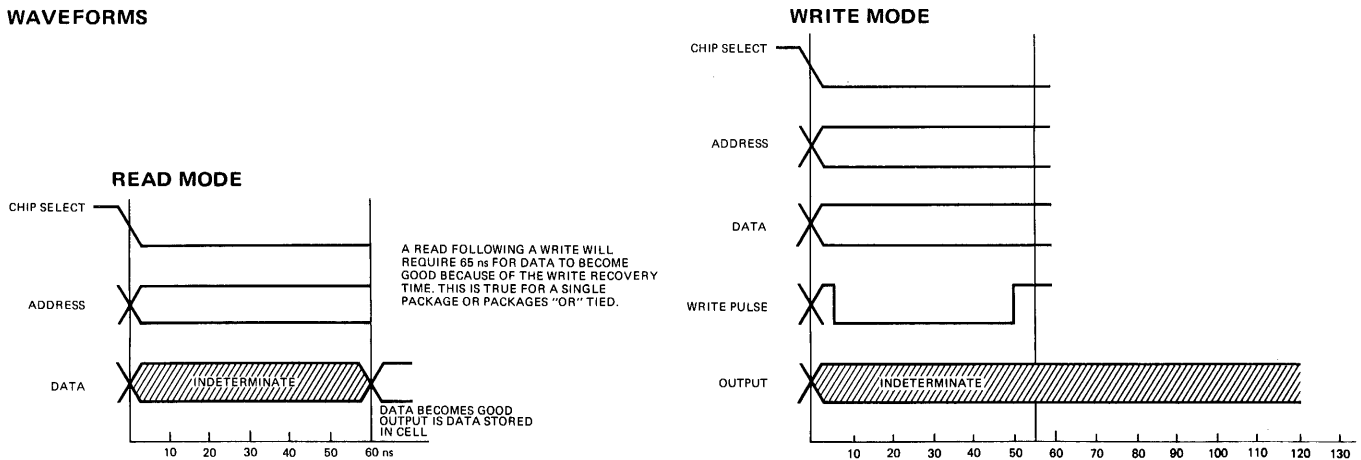 WAVEFORMS
READ MODE
CHIP SELECT
ADDRESS
DATA
INDETERMINATE
A READ FOLLOWING A WRITE WILL
REQUIRE 65 ns FOR DATA TO BECOME
GOOD BECAUSE OF THE WRITE RECOVERY
TIME. THIS IS TRUE FOR A SINGLE
PACKAGE OR PACKAGES "OR" TIED.
DATA BECOMES GOOD
OUTPUT IS DATA STORED
IN CELL
10 20 30 40 50 60 ns
WRITE MODE
CHIP SELECT
ADDRESS
DATA
WRITE PULSE
OUTPUT
INDETERMINATE
10 20 30 40 50 60 70 80 90 100 110 120 130